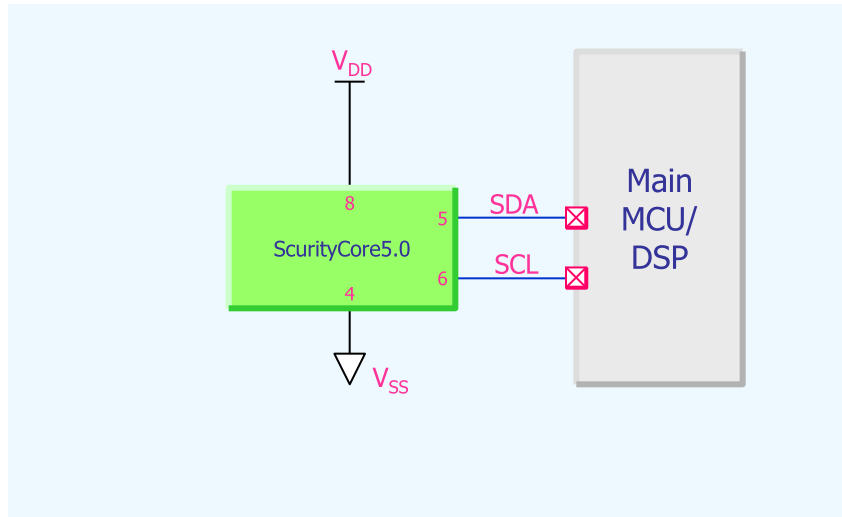 VDD
8
5
SDA
ScurityCore5.0
6
SCL
4
VSS
Main
MCU/
DSP